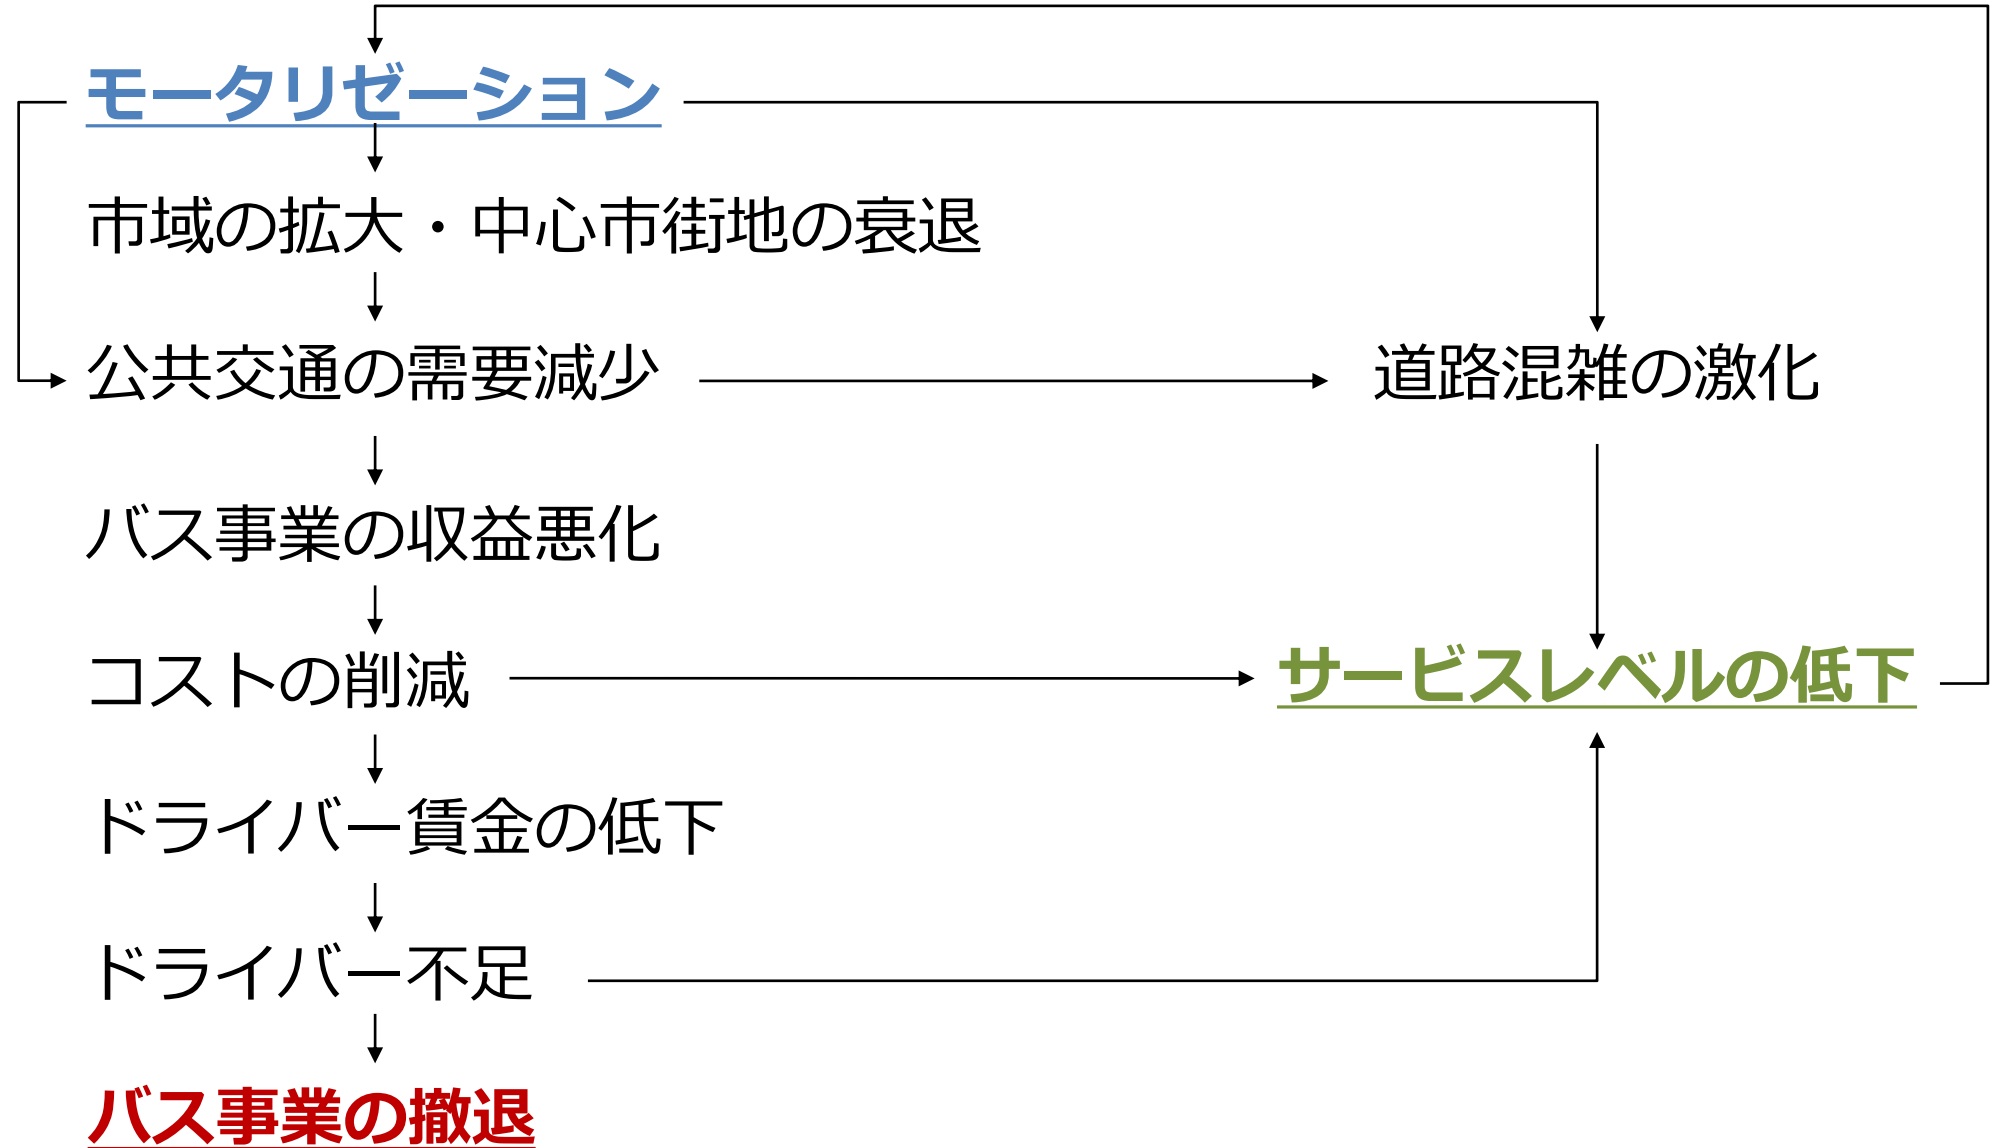 モータリゼーション
市域の拡大・中心市街地の衰退
公共交通の需要減少
道路混雑の激化
バス事業の収益悪化
コストの削減
サービスレベルの低下
ドライバー賃金の低下
ドライバー不足
バス事業の撤退